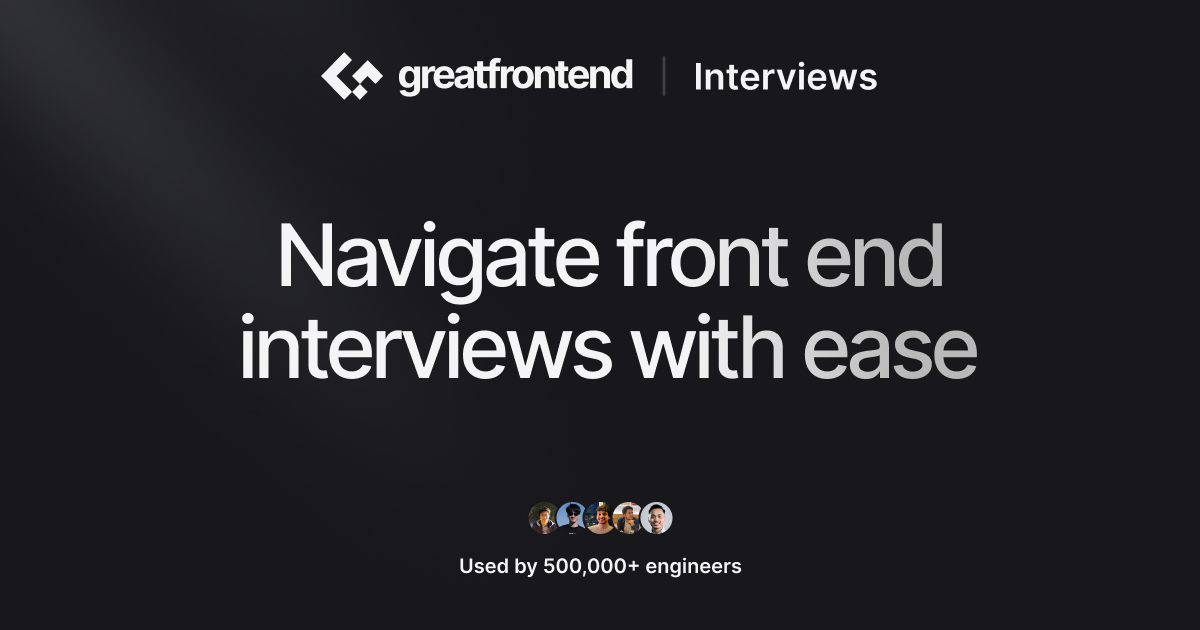 greatfrontend | Interviews
Navigate front end
interviews with ease
Used by 500,000+ engineers